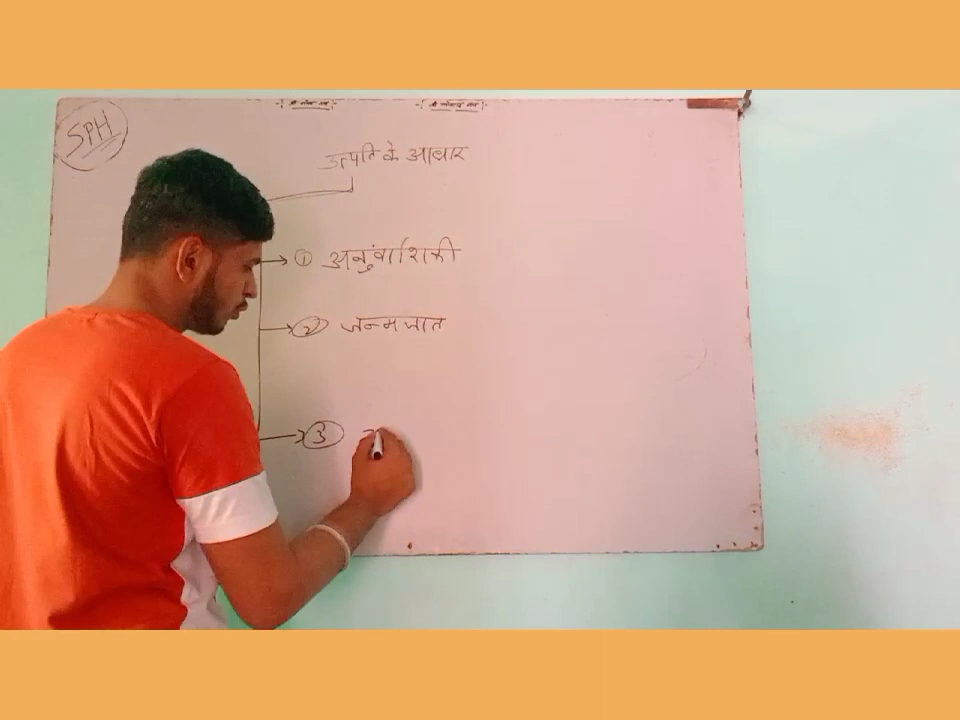 SPH
उत्पति के आधार
① अनुंवाशिकी
② जन्मजात
③